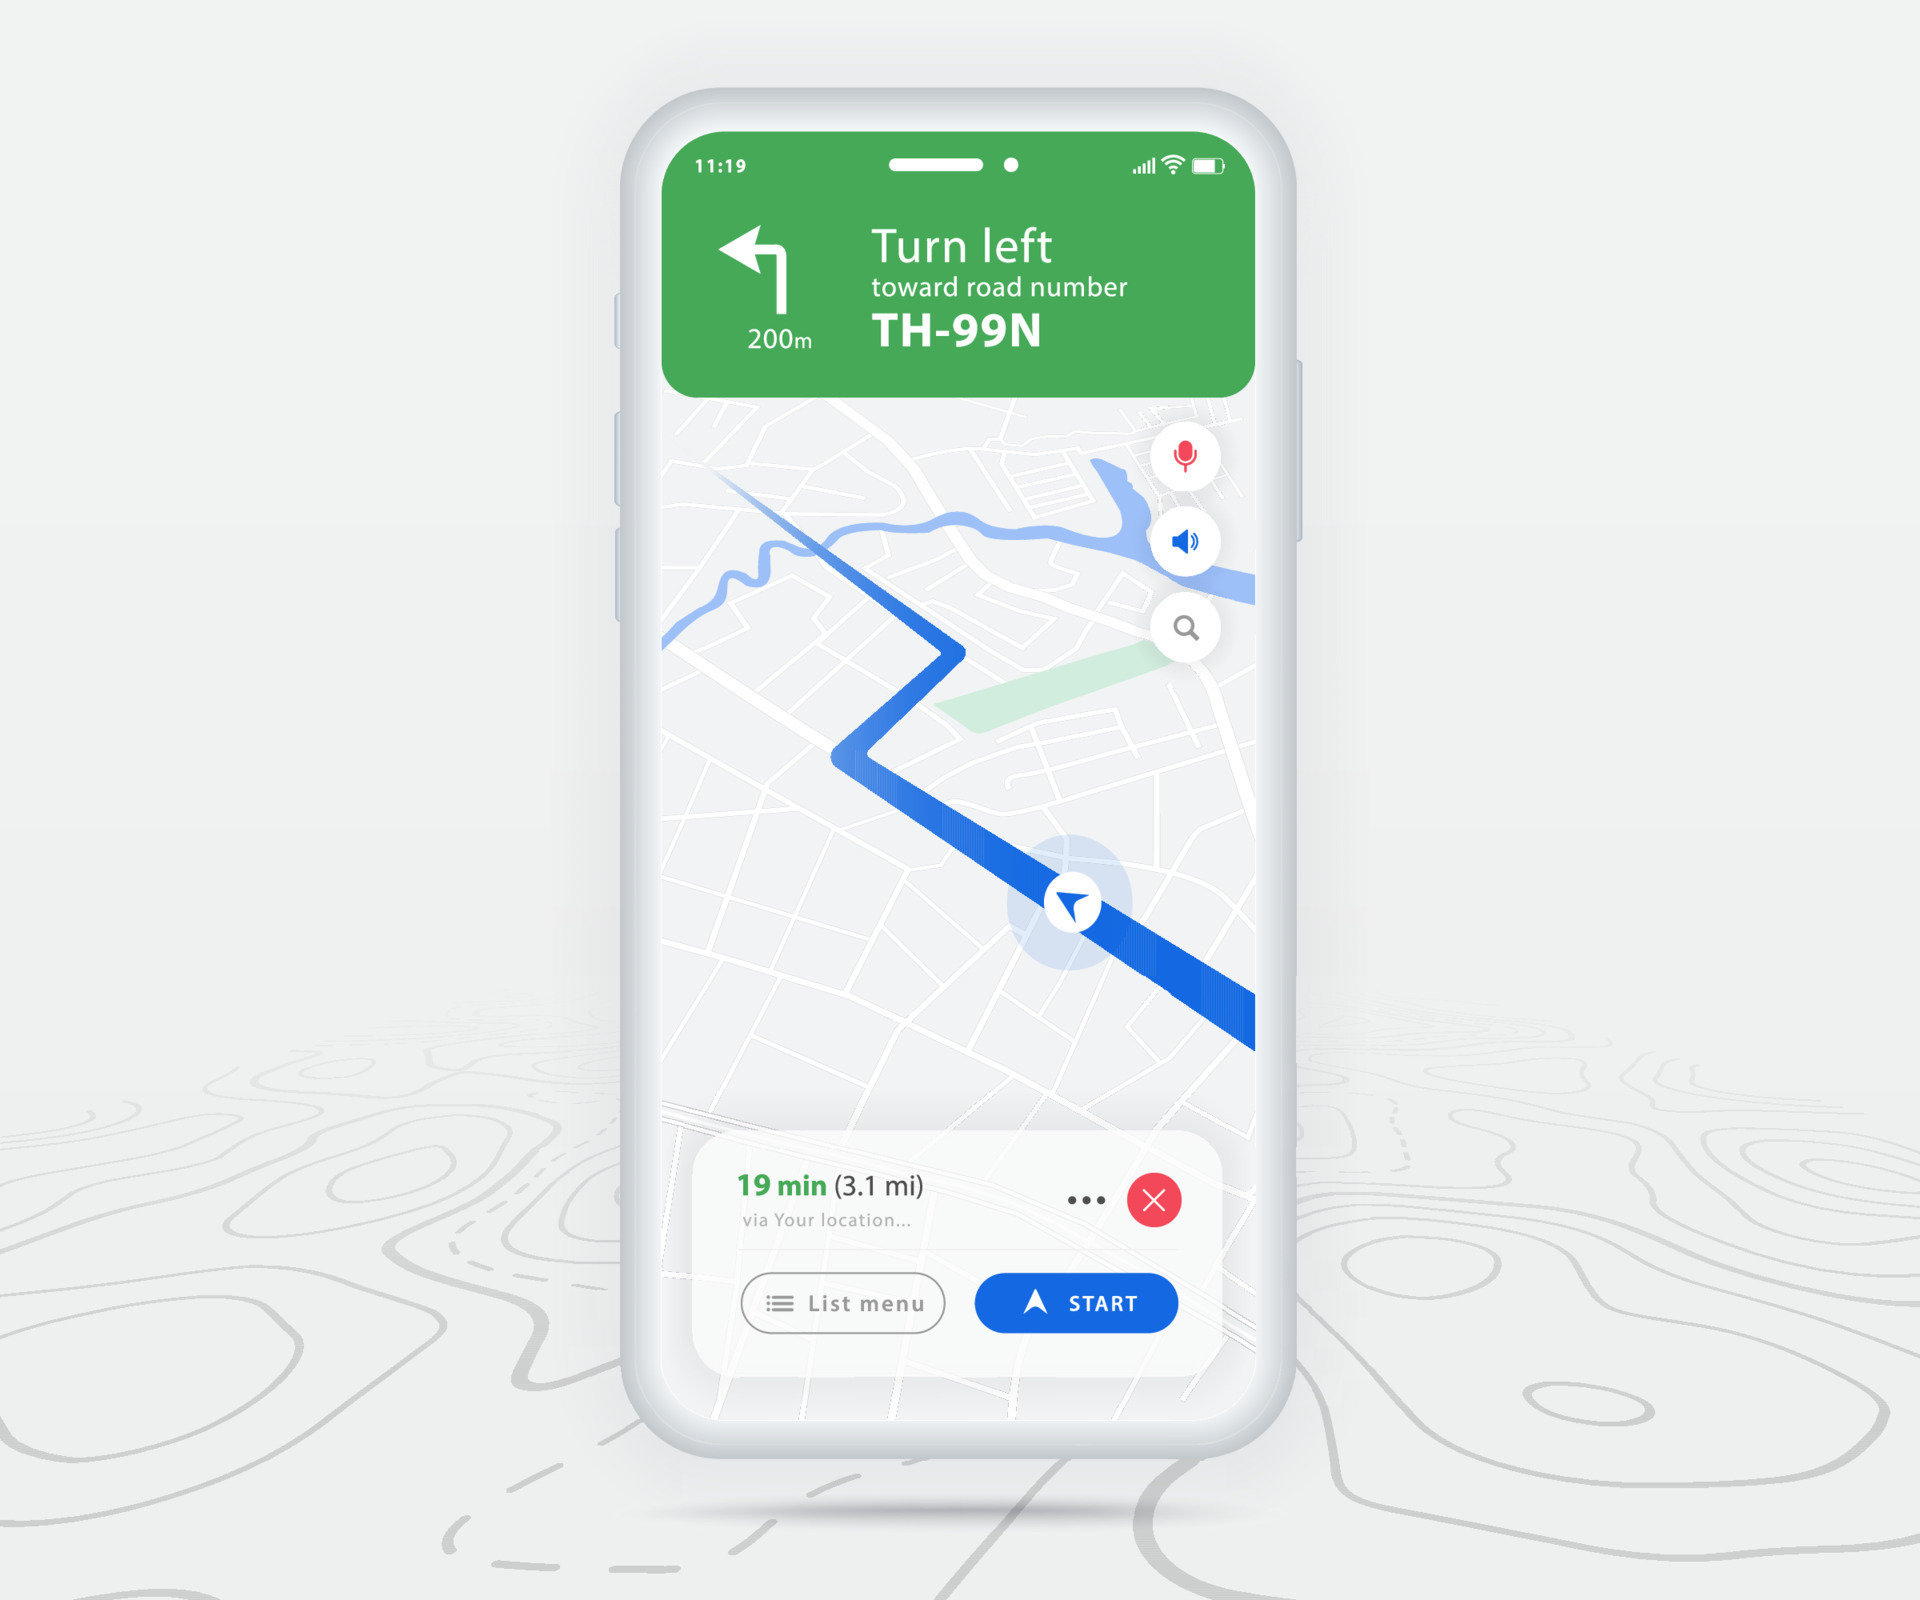 11:19
Turn left
toward road number
TH-99N
200m
19 min (3.1 mi)
via Your location...
List menu
START